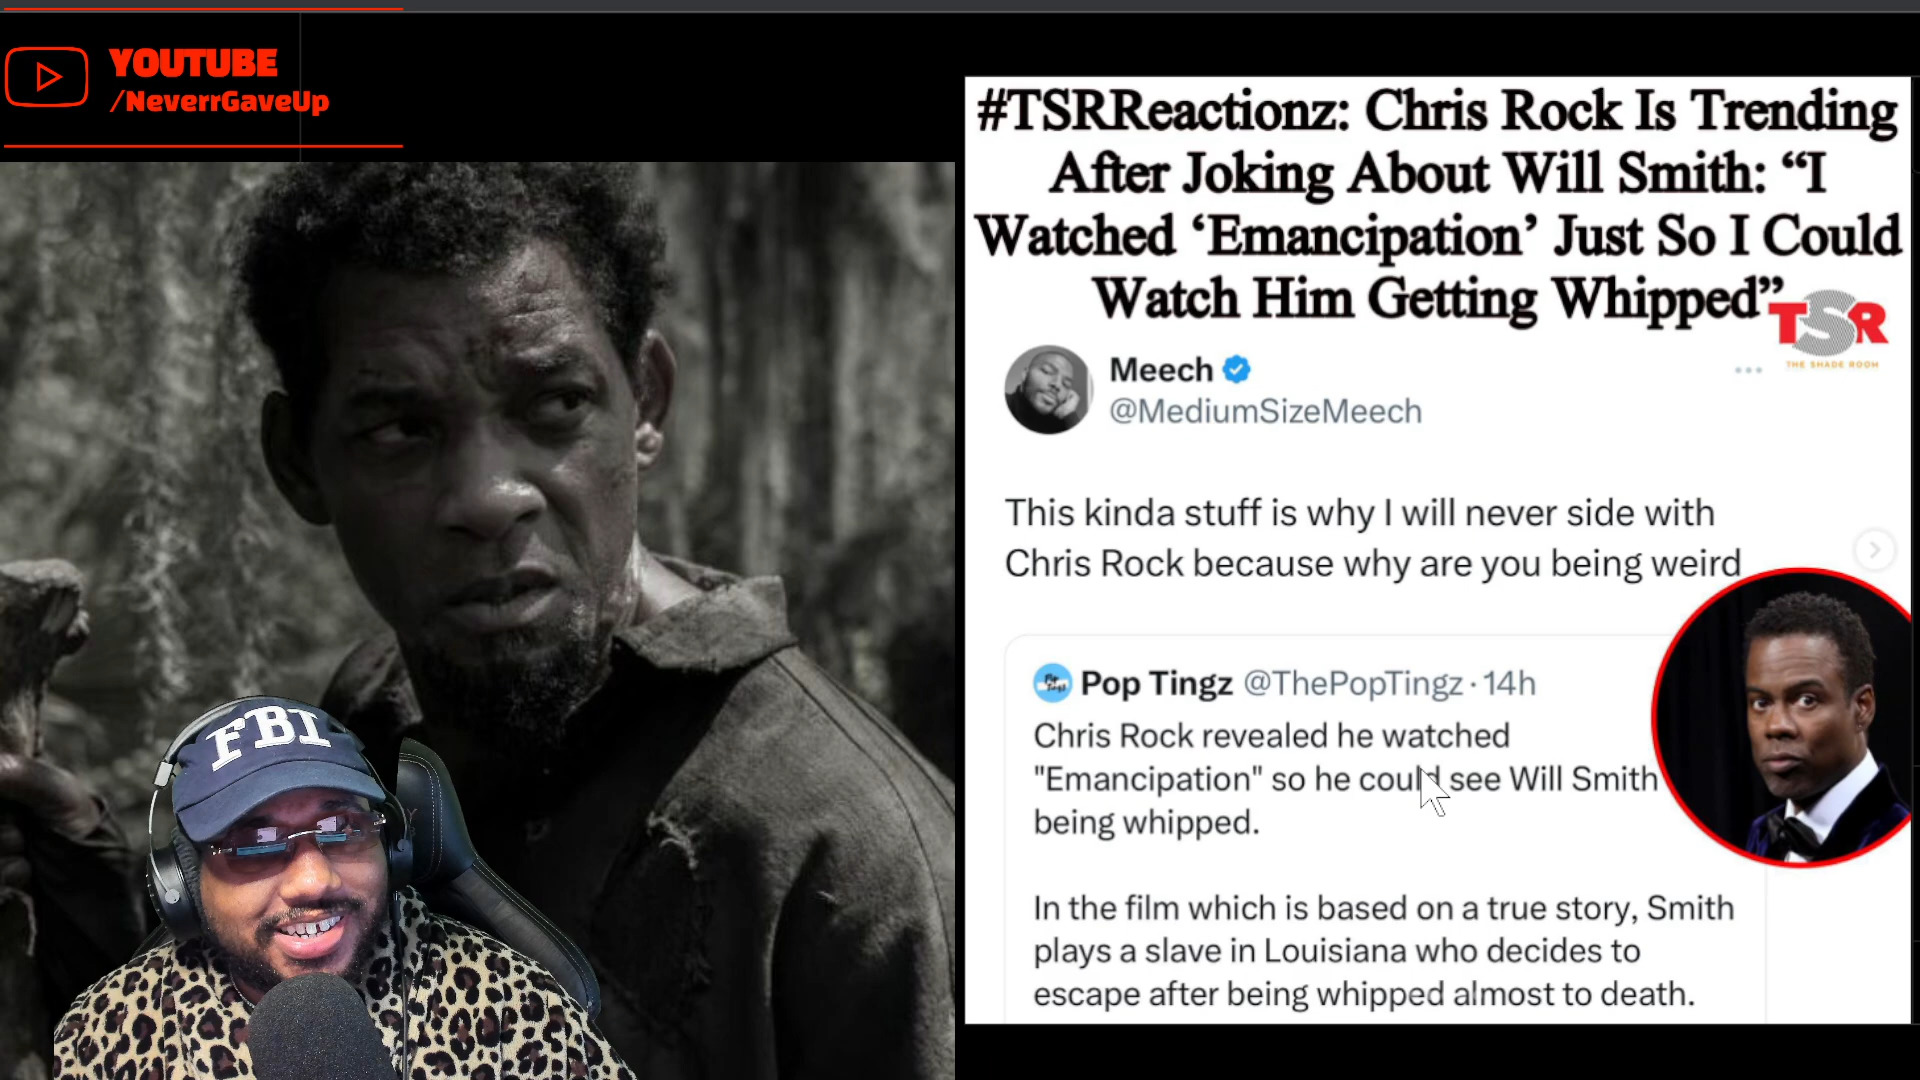 YOUTUBE
/NeverrGaveUp
FBI
#TSRReactionz: Chris Rock Is Trending
After Joking About Will Smith: “I
Watched ‘Emancipation’ Just So I Could
Watch Him Getting Whipped”
TSR
THE SHADE ROOM
Meech
@MediumSizeMeech
This kinda stuff is why I will never side with
Chris Rock because why are you being weird
Pop Tingz @ThePopTingz · 14h
Chris Rock revealed he watched
"Emancipation" so he could see Will Smith
being whipped.
In the film which is based on a true story, Smith
plays a slave in Louisiana who decides to
escape after being whipped almost to death.